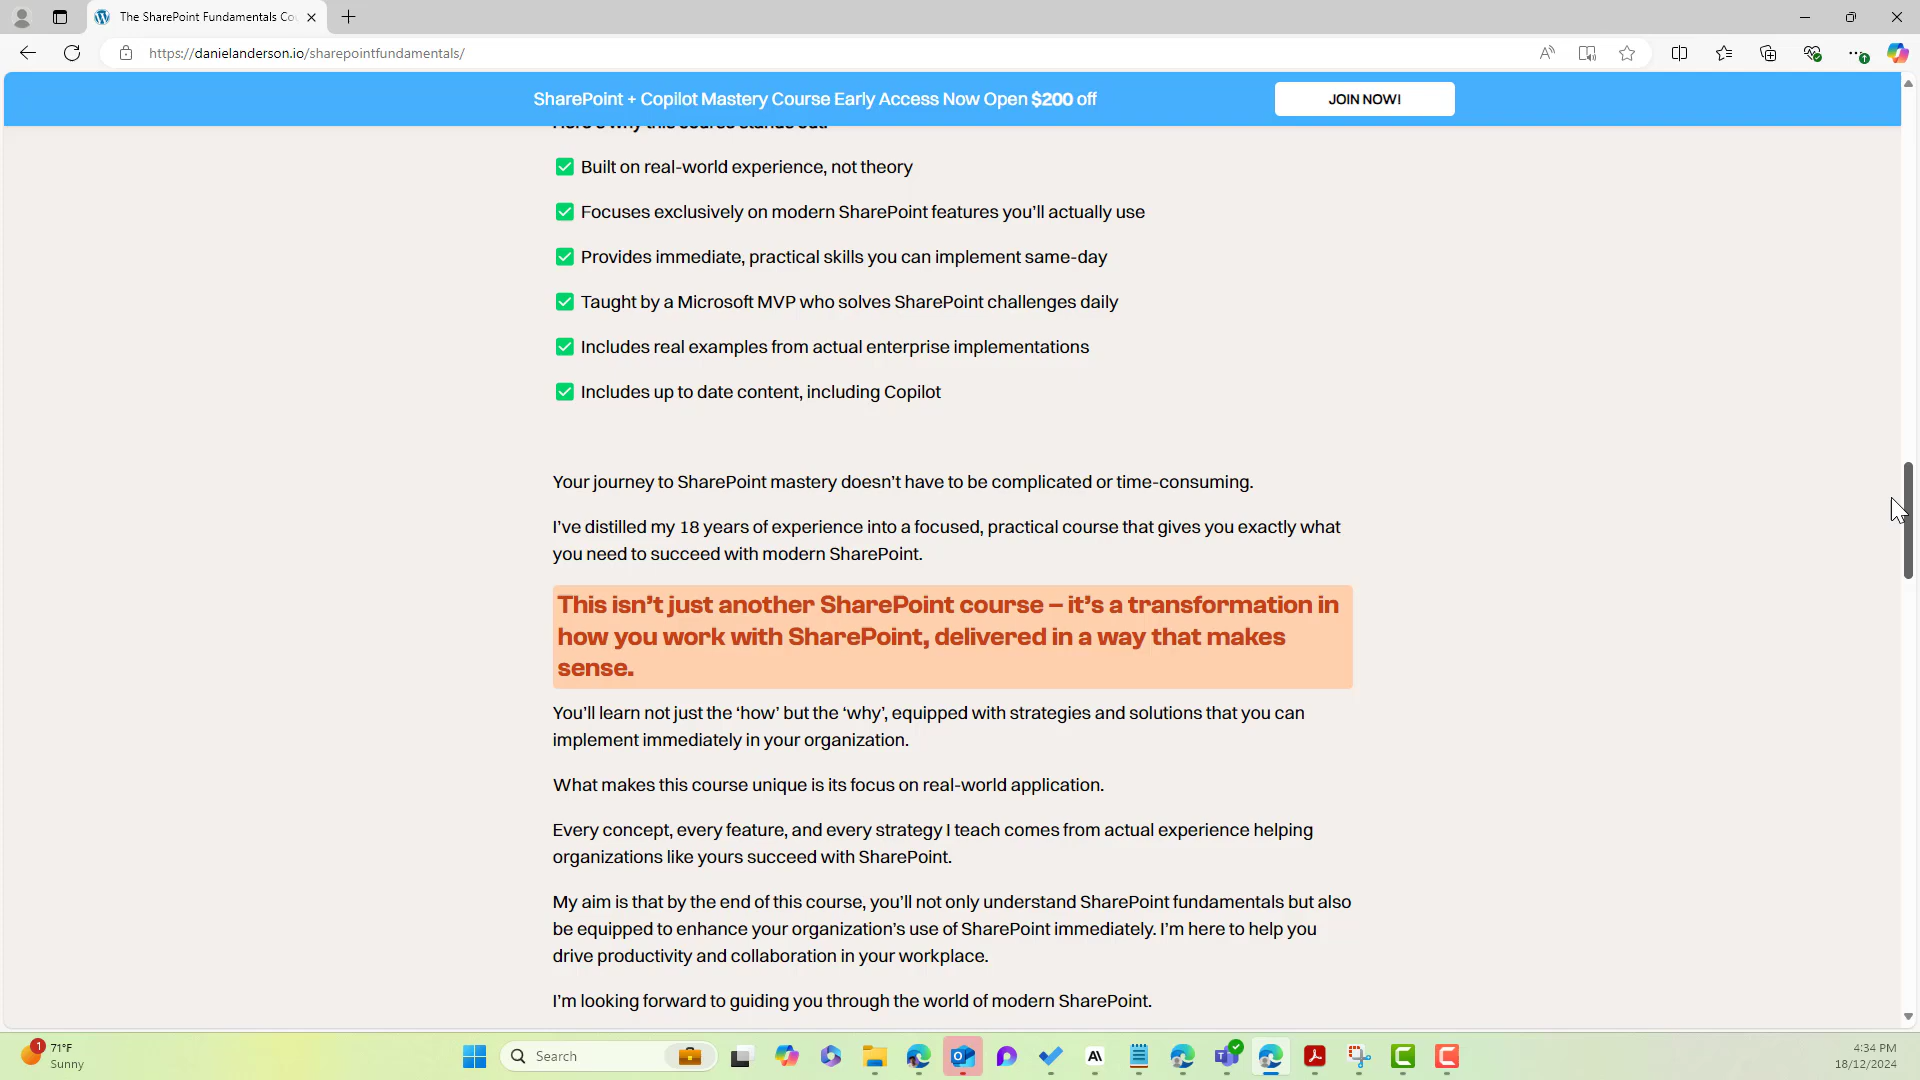 The SharePoint Fundamentals Co
https://danielanderson.io/sharepointfundamentals/
SharePoint + Copilot Mastery Course Early Access Now Open $200 off
JOIN NOW!
Here's why this course stands out:
Built on real-world experience, not theory
Focuses exclusively on modern SharePoint features you’ll actually use
Provides immediate, practical skills you can implement same-day
Taught by a Microsoft MVP who solves SharePoint challenges daily
Includes real examples from actual enterprise implementations
Includes up to date content, including Copilot
Your journey to SharePoint mastery doesn’t have to be complicated or time-consuming.
I’ve distilled my 18 years of experience into a focused, practical course that gives you exactly what
you need to succeed with modern SharePoint.
This isn’t just another SharePoint course – it’s a transformation in
how you work with SharePoint, delivered in a way that makes
sense.
You’ll learn not just the ‘how’ but the ‘why’, equipped with strategies and solutions that you can
implement immediately in your organization.
What makes this course unique is its focus on real-world application.
Every concept, every feature, and every strategy I teach comes from actual experience helping
organizations like yours succeed with SharePoint.
My aim is that by the end of this course, you’ll not only understand SharePoint fundamentals but also
be equipped to enhance your organization’s use of SharePoint immediately. I’m here to help you
drive productivity and collaboration in your workplace.
I’m looking forward to guiding you through the world of modern SharePoint.
1
71°F
Sunny
Search
4:34 PM
18/12/2024